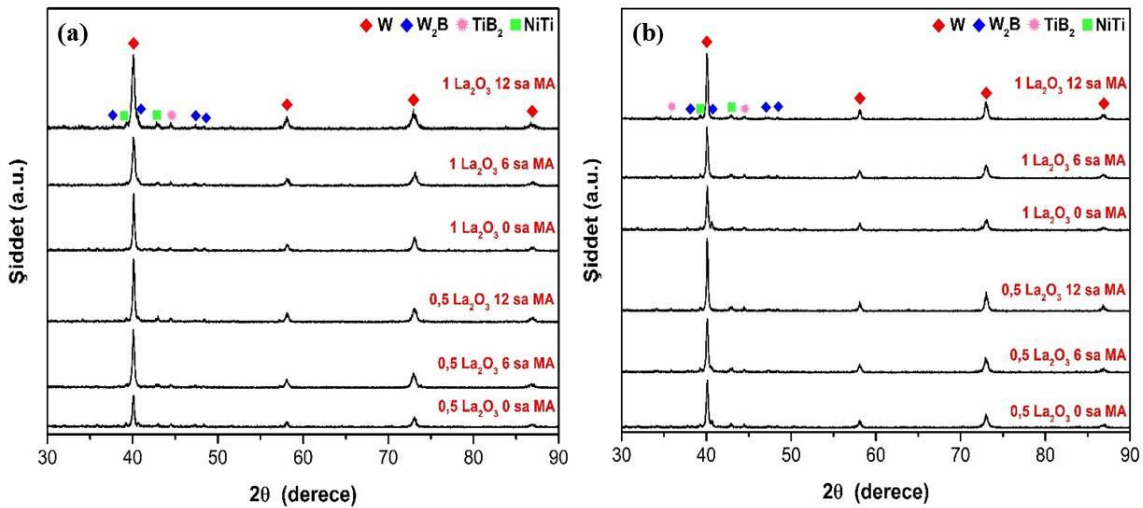 (a)
W W₂B TiB₂ NiTi
1 La₂O₃ 12 sa MA
1 La₂O₃ 6 sa MA
1 La₂O₃ 0 sa MA
0,5 La₂O₃ 12 sa MA
0,5 La₂O₃ 6 sa MA
0,5 La₂O₃ 0 sa MA
Şiddet (a.u.)
30 40 50 60 70 80 90
2θ (derece)
(b)
W W₂B TiB₂ NiTi
1 La₂O₃ 12 sa MA
1 La₂O₃ 6 sa MA
1 La₂O₃ 0 sa MA
0,5 La₂O₃ 12 sa MA
0,5 La₂O₃ 6 sa MA
0,5 La₂O₃ 0 sa MA
Şiddet (a.u.)
30 40 50 60 70 80 90
2θ (derece)